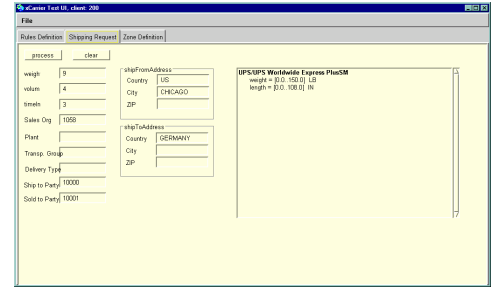 xCarrier Text UI, client: 200
File
Rules Definition Shipping Request Zone Definition
process clear
weigh 9
volum 4
timeIn 3
Sales Org 1058
Plant
Transp. Group
Delivery Type
Ship to Party 10000
Sold to Party 10001
shipFromAddress
Country US
City CHICAGO
ZIP
shipToAddress
Country GERMANY
City
ZIP
UPS/UPS Worldwide Express PlusSM
weight = [0.0..150.0] LB
length = [0.0..108.0] IN